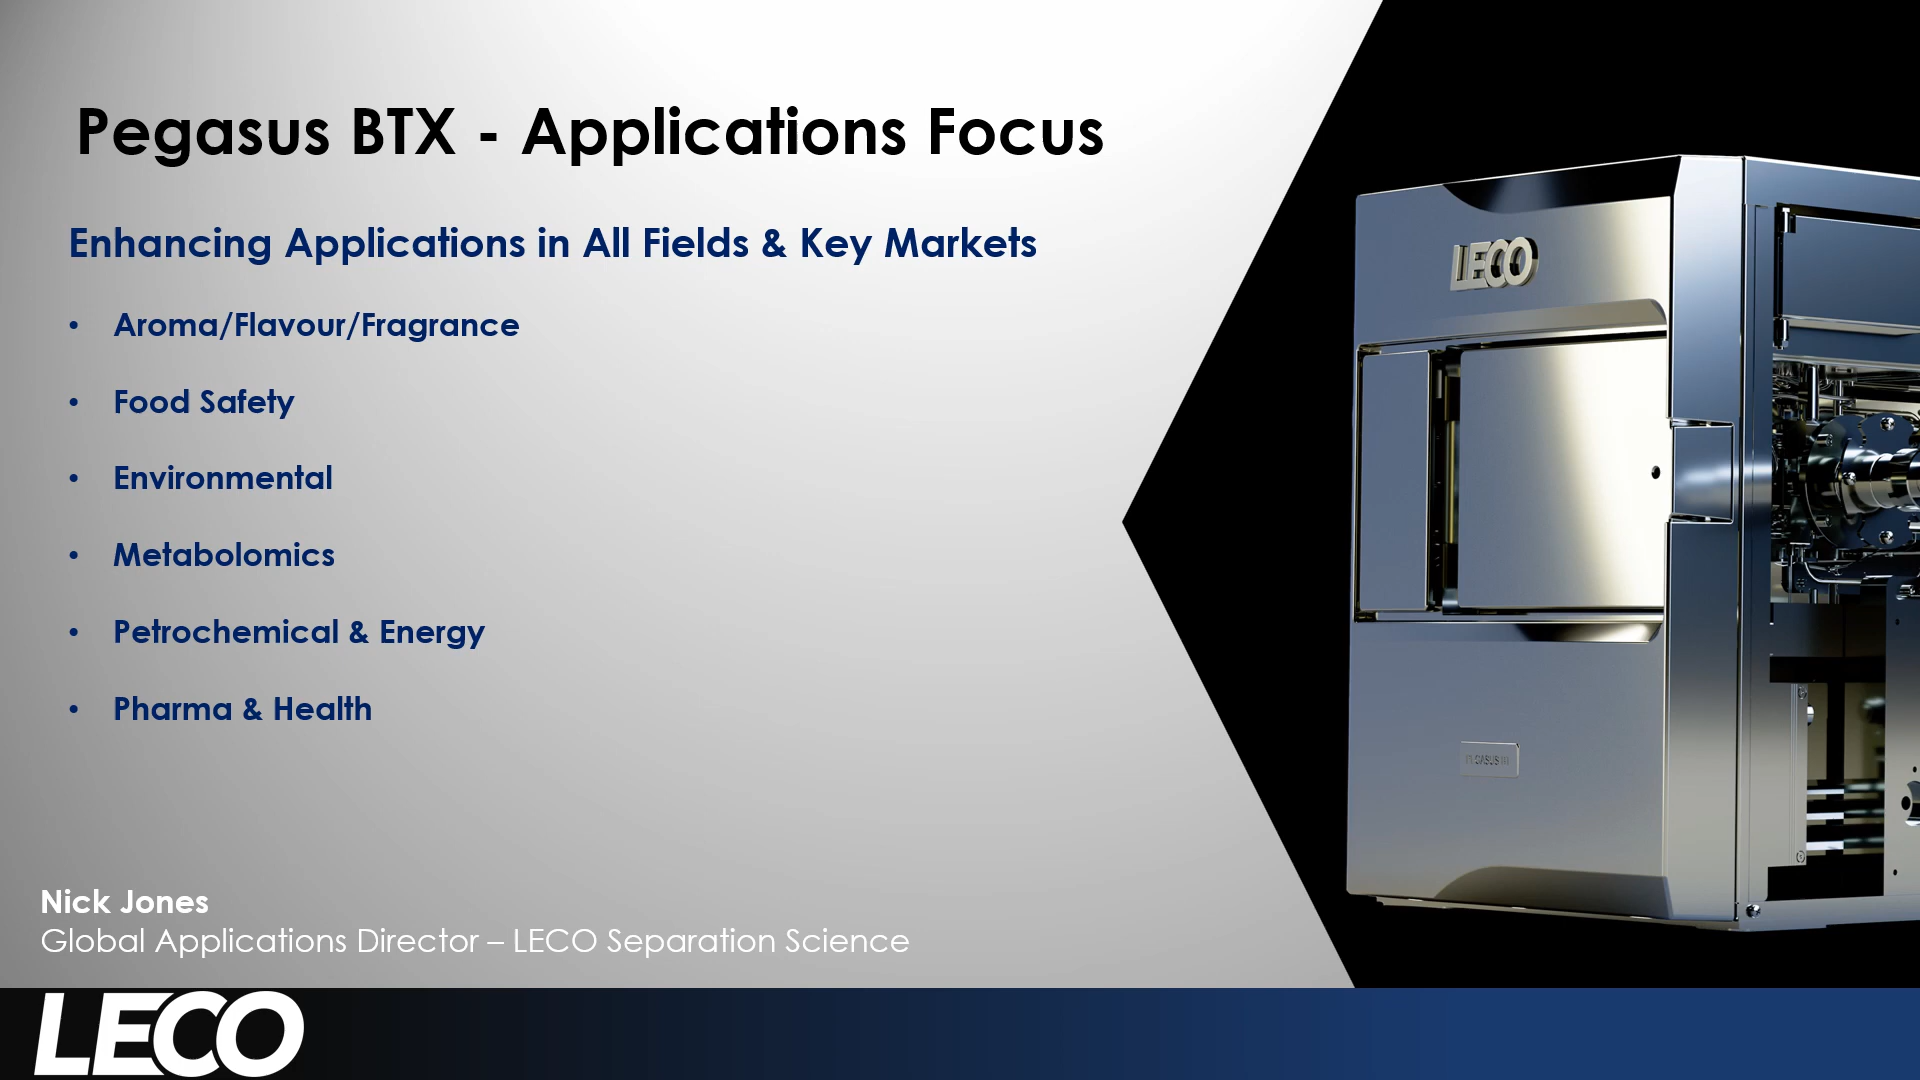 Pegasus BTX - Applications Focus
Enhancing Applications in All Fields & Key Markets
• Aroma/Flavour/Fragrance
• Food Safety
• Environmental
• Metabolomics
• Petrochemical & Energy
• Pharma & Health
LECO
Nick Jones
Global Applications Director – LECO Separation Science
LECO